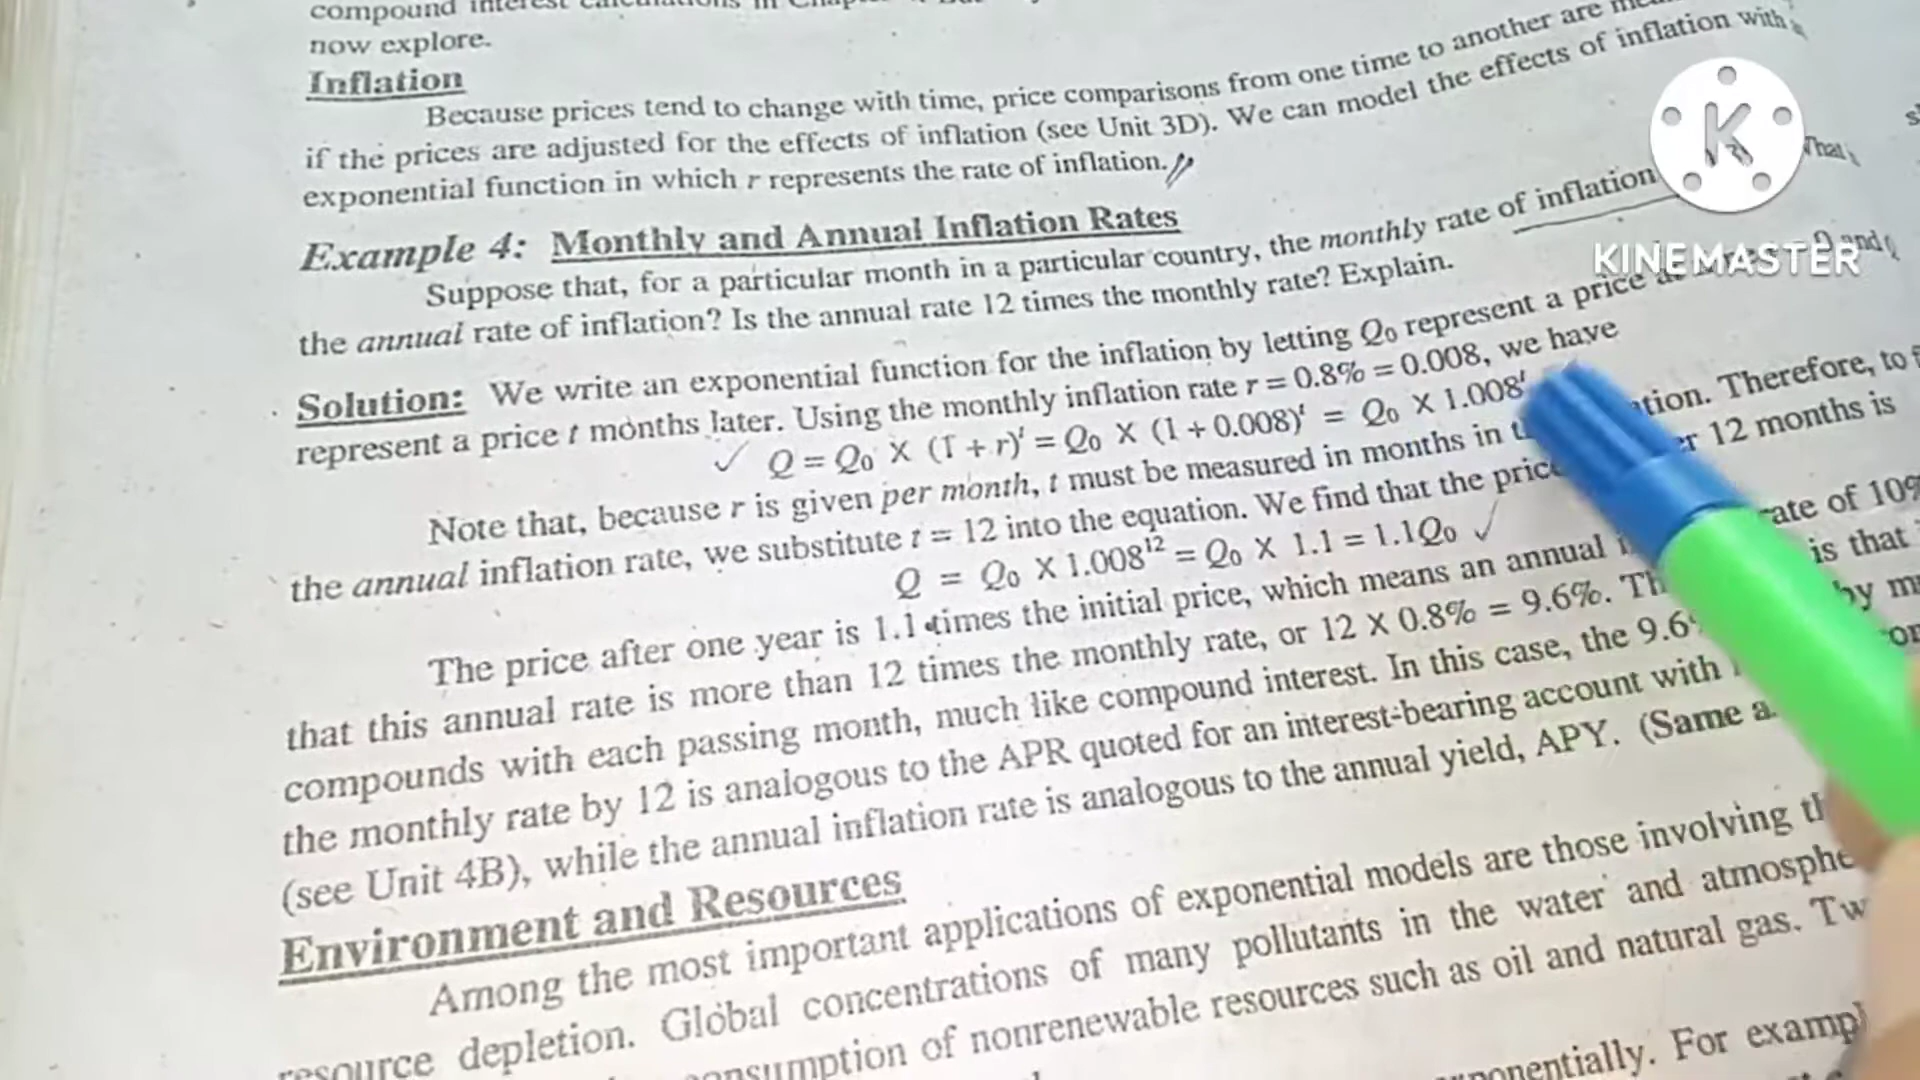 compound interest calculations in
now explore.
Inflation
Because prices tend to change with time, price comparisons from one time to another are
if the prices are adjusted for the effects of inflation (see Unit 3D). We can model the effects of inflation with
exponential function in which r represents the rate of inflation.
Example 4: Monthly and Annual Inflation Rates
Suppose that, for a particular month in a particular country, the monthly rate of inflation
the annual rate of inflation? Is the annual rate 12 times the monthly rate? Explain.
Solution: We write an exponential function for the inflation by letting Q₀ represent a price
represent a price t months later. Using the monthly inflation rate r = 0.8% = 0.008, we have
✓ Q = Q₀ X (1 + r)ᵗ = Q₀ X (1 + 0.008)ᵗ = Q₀ X 1.008ᵗ
Note that, because r is given per month, t must be measured in months in Therefore, to
the annual inflation rate, we substitute t = 12 into the equation. We find that the price 12 months is
Q = Q₀ X 1.008¹² = Q₀ X 1.1 = 1.1Q₀ ✓
The price after one year is 1.1 times the initial price, which means an annual rate of 10%
that this annual rate is more than 12 times the monthly rate, or 12 X 0.8% = 9.6%. is that
compounds with each passing month, much like compound interest. In this case, the 9.6 by
the monthly rate by 12 is analogous to the APR quoted for an interest-bearing account with
(see Unit 4B), while the annual inflation rate is analogous to the annual yield, APY. (Same
Environment and Resources
Among the most important applications of exponential models are those involving
resource depletion. Global concentrations of many pollutants in the water and
of nonrenewable resources such as oil and natural gas.
For
K
KINEMASTER